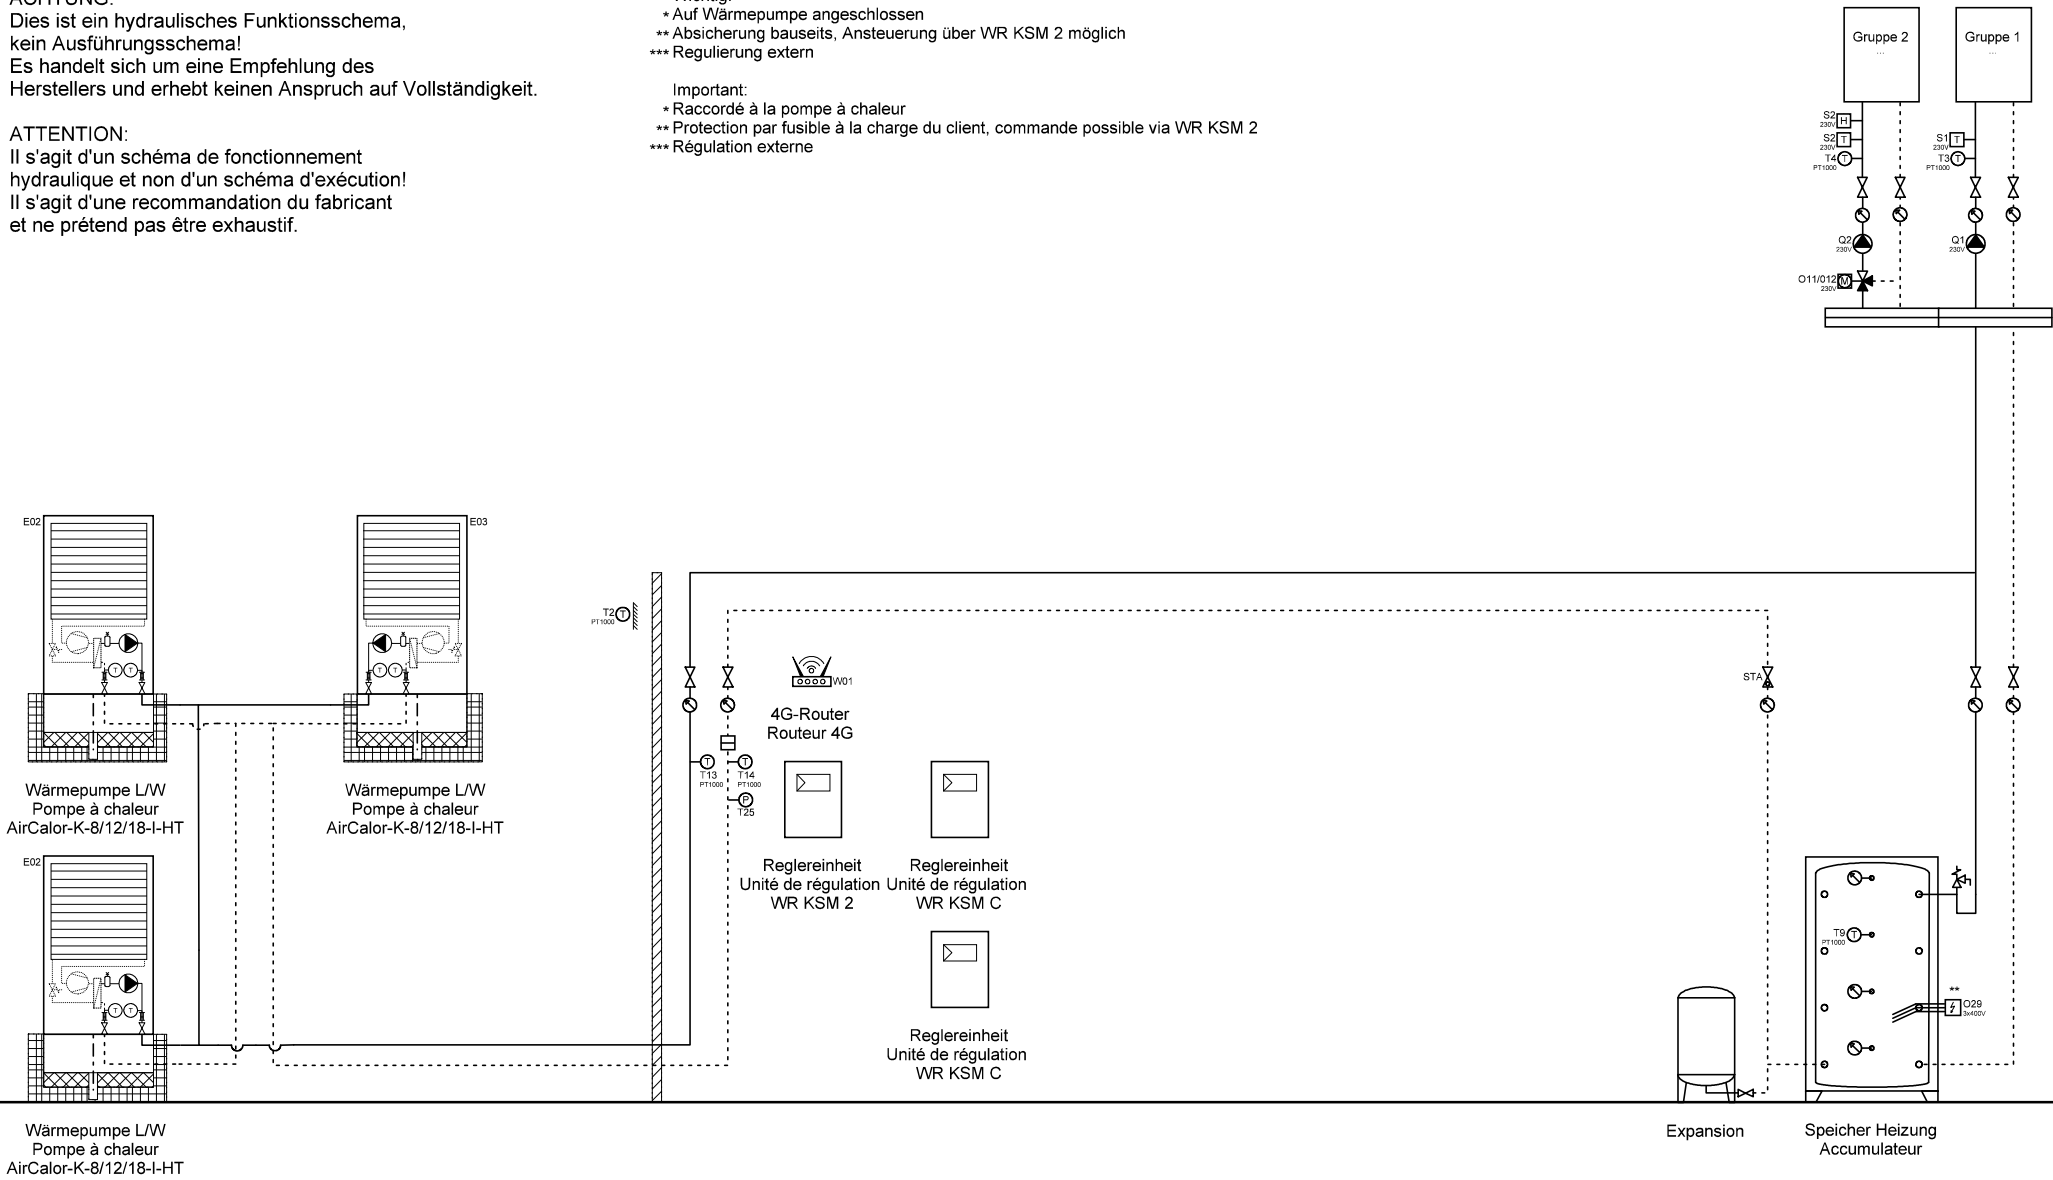 ACHTUNG:
Dies ist ein hydraulisches Funktionsschema,
kein Ausführungsschema!
Es handelt sich um eine Empfehlung des
Herstellers und erhebt keinen Anspruch auf Vollständigkeit.
ATTENTION:
Il s'agit d'un schéma de fonctionnement
hydraulique et non d'un schéma d'exécution!
Il s'agit d'une recommandation du fabricant
et ne prétend pas être exhaustif.
Wichtig:
* Auf Wärmepumpe angeschlossen
** Absicherung bauseits, Ansteuerung über WR KSM 2 möglich
*** Regulierung extern
Important:
* Raccordé à la pompe à chaleur
** Protection par fusible à la charge du client, commande possible via WR KSM 2
*** Régulation externe
Gruppe 2
...
Gruppe 1
...
S2
230V
H
S2
230V
T
T4
PT1000
T
S1
230V
T
T3
PT1000
T
Q2
230V
Q1
230V
O11/012
230V
M
E02
T T
Wärmepumpe L/W
Pompe à chaleur
AirCalor-K-8/12/18-I-HT
E03
T T
Wärmepumpe L/W
Pompe à chaleur
AirCalor-K-8/12/18-I-HT
E02
T T
Wärmepumpe L/W
Pompe à chaleur
AirCalor-K-8/12/18-I-HT
T2
PT1000
T
W01
4G-Router
Routeur 4G
T
T13
PT1000
T
T14
PT1000
P
T25
Reglereinheit
Unité de régulation
WR KSM 2
Reglereinheit
Unité de régulation
WR KSM C
Reglereinheit
Unité de régulation
WR KSM C
STA
T9
PT1000
T
**
O29
3x400V
Expansion
Speicher Heizung
Accumulateur